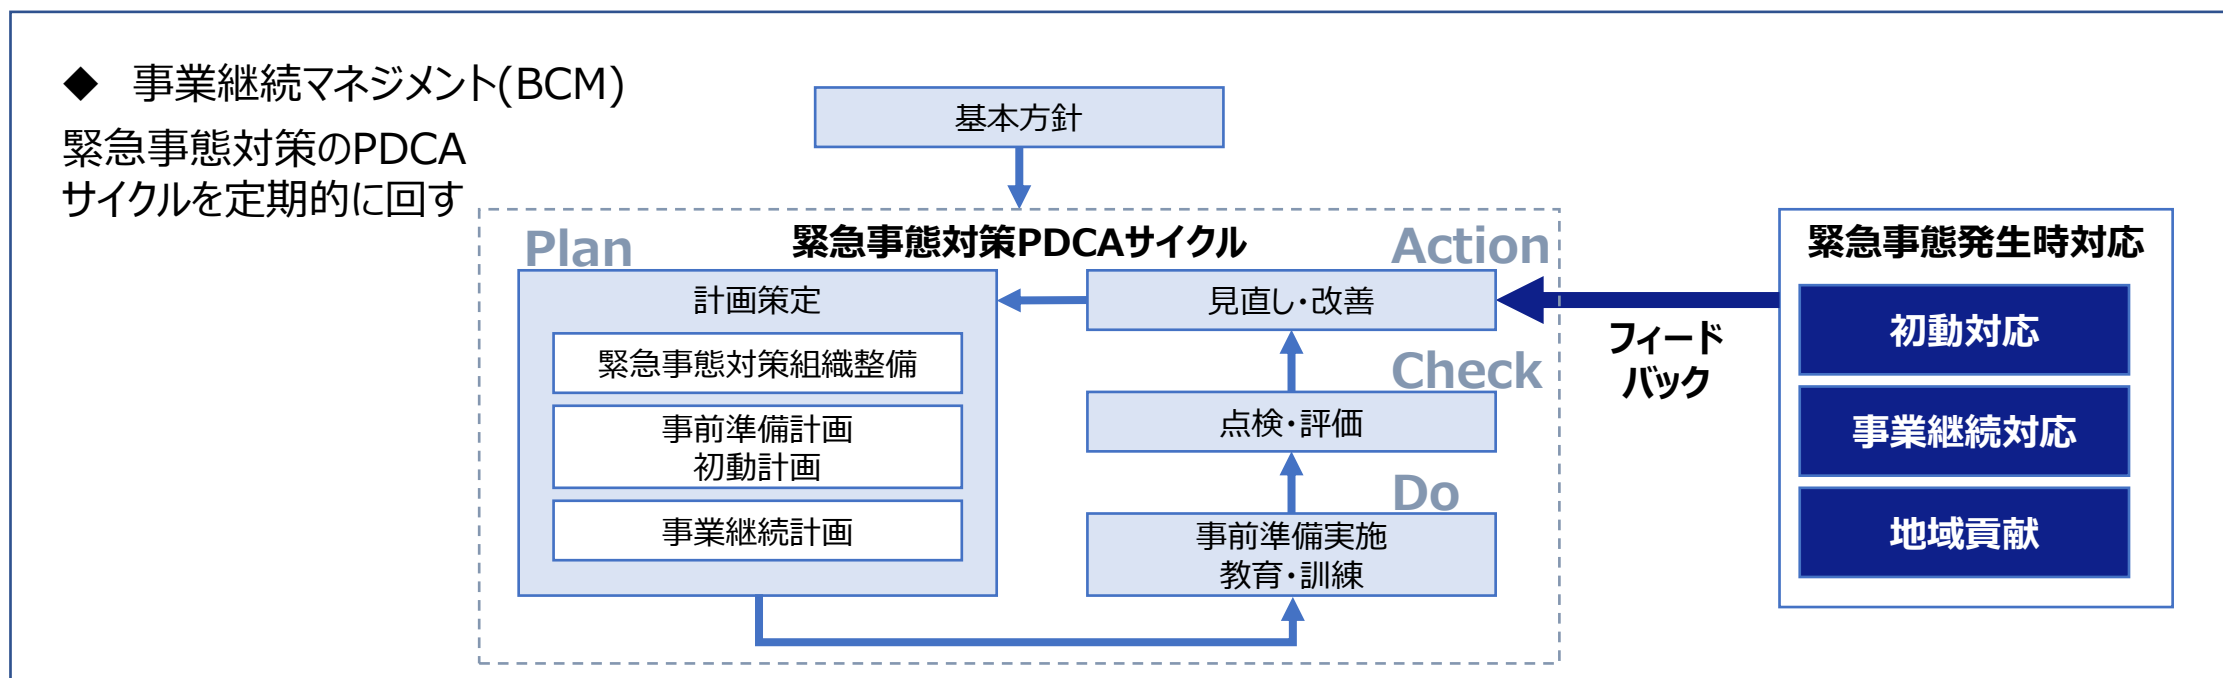 ◆ 事業継続マネジメント(BCM)
緊急事態対策のPDCA
サイクルを定期的に回す
基本方針
緊急事態対策PDCAサイクル
Plan
計画策定
緊急事態対策組織整備
事前準備計画
初動計画
事業継続計画
Action
見直し・改善
Check
点検・評価
Do
事前準備実施
教育・訓練
フィード
バック
緊急事態発生時対応
初動対応
事業継続対応
地域貢献